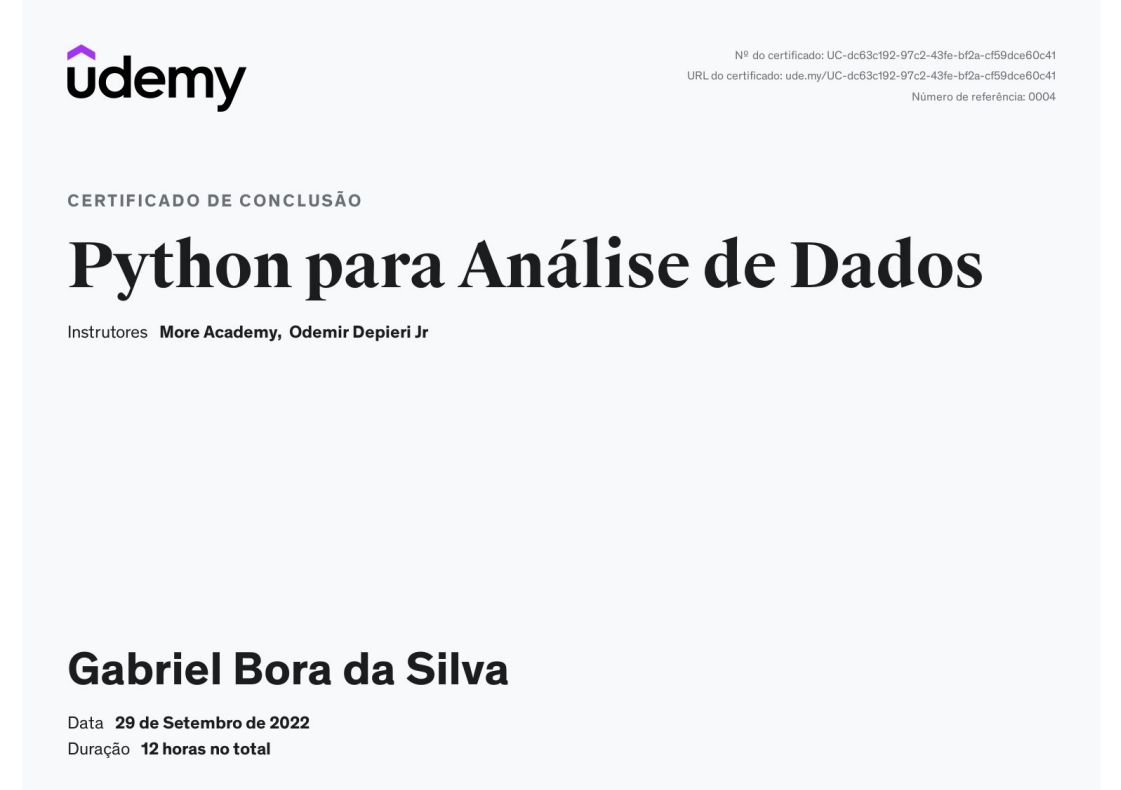 udemy
Nº do certificado: UC-dc63c192-97c2-43fe-bf2a-cf59dce60c41
URL do certificado: ude.my/UC-dc63c192-97c2-43fe-bf2a-cf59dce60c41
Número de referência: 0004
CERTIFICADO DE CONCLUSÃO
Python para Análise de Dados
Instrutores More Academy, Odemir Depieri Jr
Gabriel Bora da Silva
Data 29 de Setembro de 2022
Duração 12 horas no total